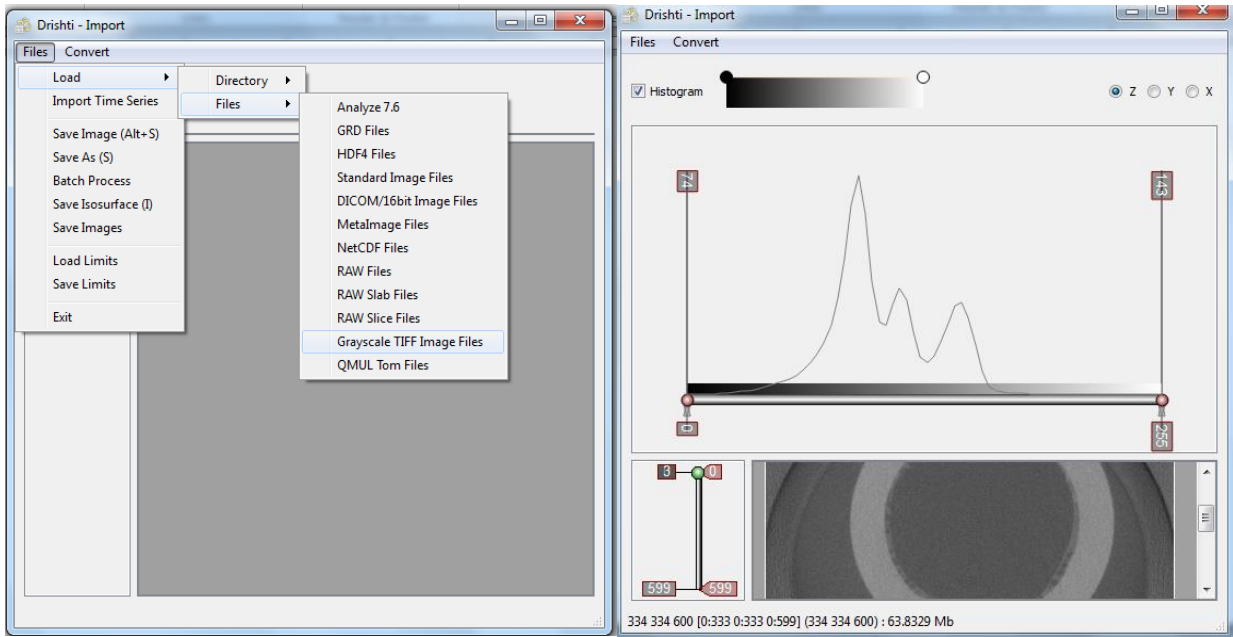 Drishti - Import
Files Convert
Load
Import Time Series
Save Image (Alt+S)
Save As (S)
Batch Process
Save Isosurface (I)
Save Images
Load Limits
Save Limits
Exit
Directory
Files
Analyze 7.6
GRD Files
HDF4 Files
Standard Image Files
DICOM/16bit Image Files
MetaImage Files
NetCDF Files
RAW Files
RAW Slab Files
RAW Slice Files
Grayscale TIFF Image Files
QMUL Tom Files
Drishti - Import
Files Convert
Histogram Z Y X
74 143
0 255
3 0
599 599
334 334 600 [0:333 0:333 0:599] (334 334 600) : 63.8329 Mb